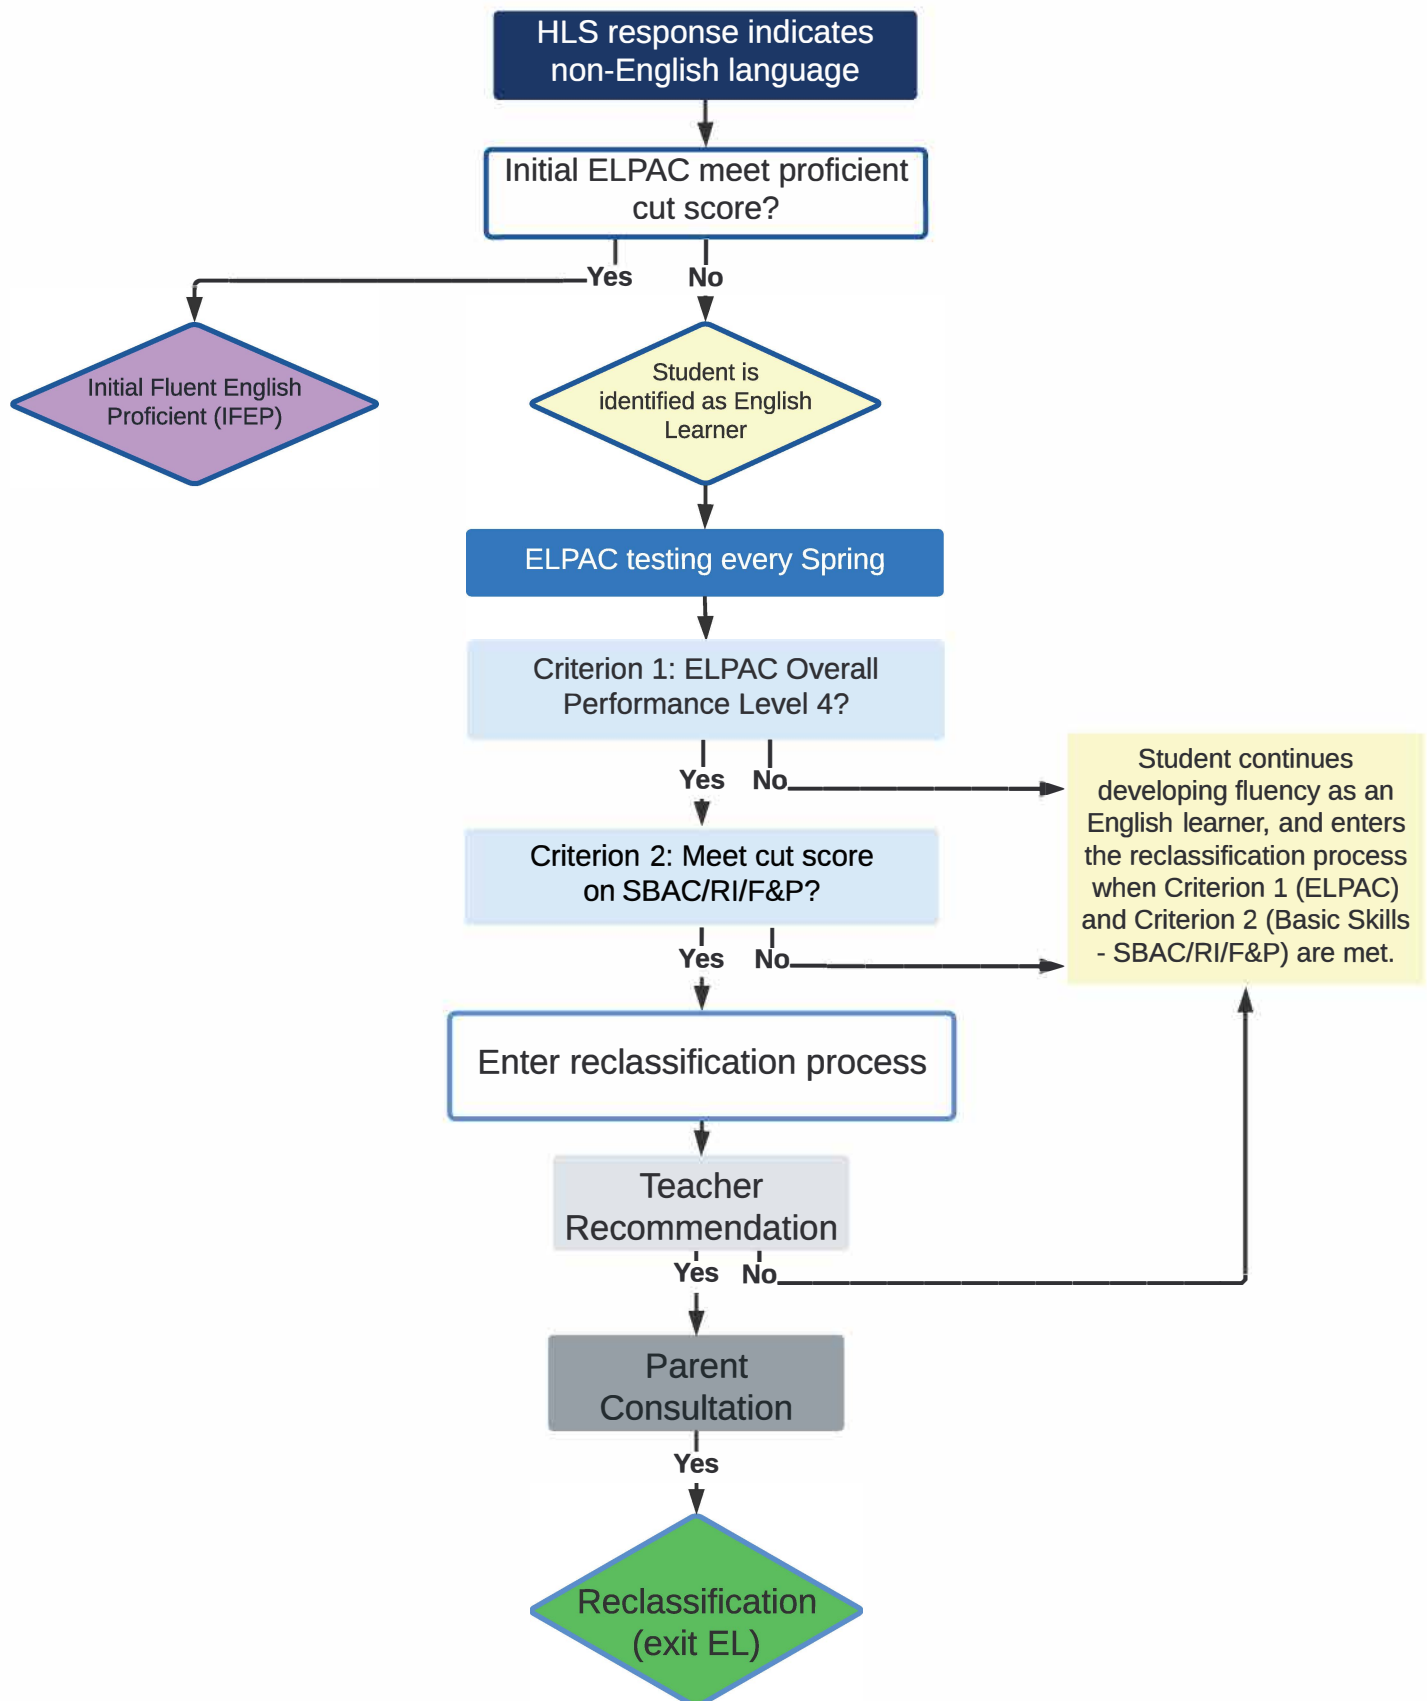 HLS response indicates
non-English language
Initial ELPAC meet proficient
cut score?
Yes
No
Initial Fluent English
Proficient (IFEP)
Student is
identified as English
Learner
ELPAC testing every Spring
Criterion 1: ELPAC Overall
Performance Level 4?
Yes
No
Student continues
developing fluency as an
English learner, and enters
the reclassification process
when Criterion 1 (ELPAC)
and Criterion 2 (Basic Skills
- SBAC/RI/F&P) are met.
Criterion 2: Meet cut score
on SBAC/RI/F&P?
Yes
No
Enter reclassification process
Teacher
Recommendation
Yes
No
Parent
Consultation
Yes
Reclassification
(exit EL)